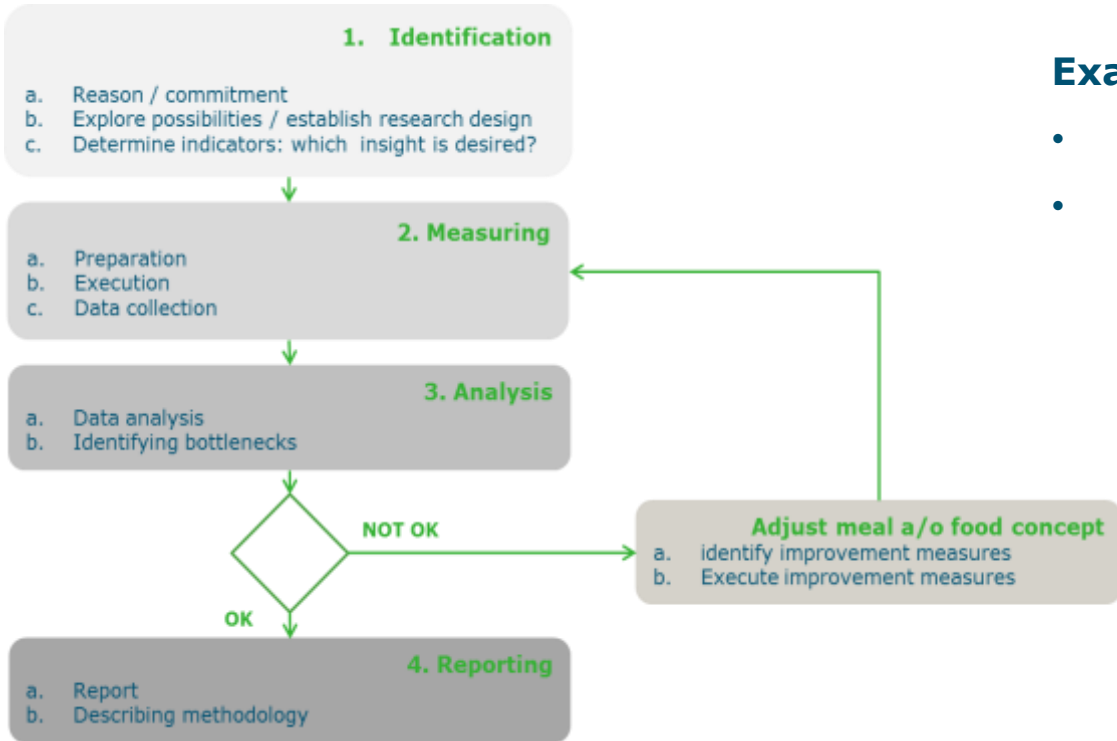 1. Identification
a. Reason / commitment
b. Explore possibilities / establish research design
c. Determine indicators: which insight is desired?
2. Measuring
a. Preparation
b. Execution
c. Data collection
3. Analysis
a. Data analysis
b. Identifying bottlenecks
NOT OK
OK
Adjust meal a/o food concept
a. identify improvement measures
b. Execute improvement measures
4. Reporting
a. Report
b. Describing methodology
Exa
•
•